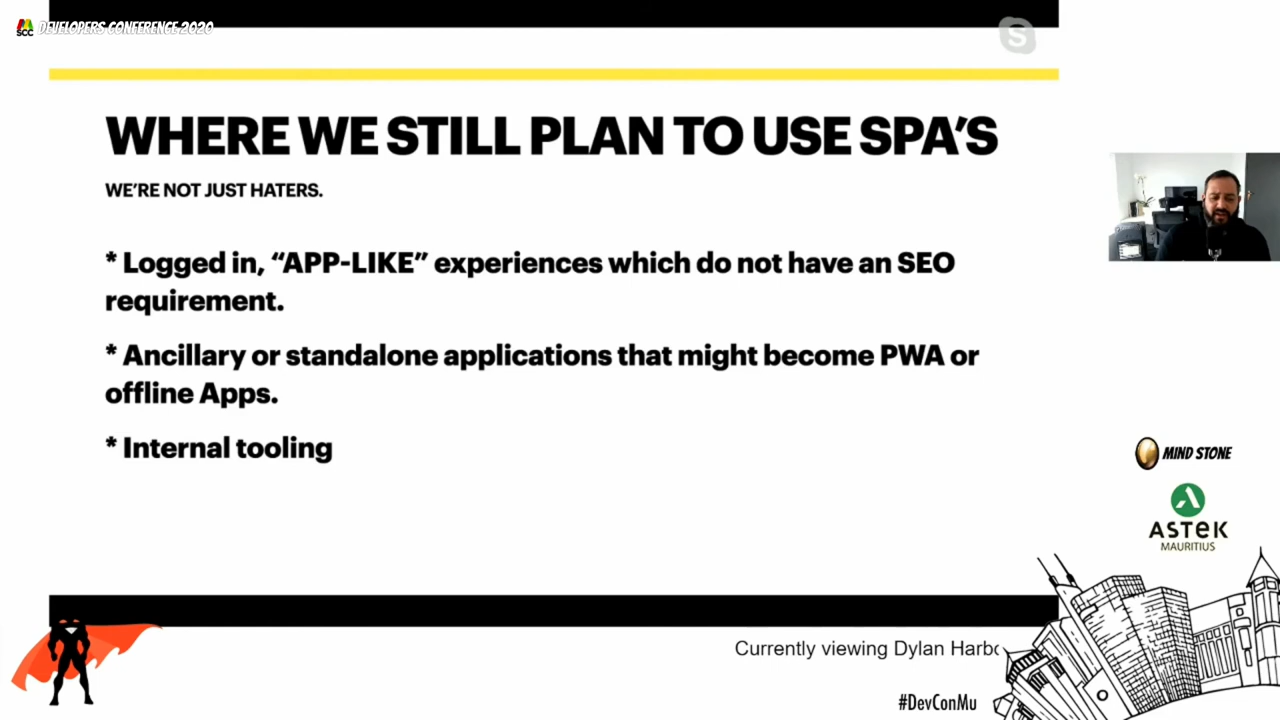 SCC DEVELOPERS CONFERENCE 2020
S
WHERE WE STILL PLAN TO USE SPA'S
WE'RE NOT JUST HATERS.
* Logged in, “APP-LIKE” experiences which do not have an SEO
requirement.
* Ancillary or standalone applications that might become PWA or
offline Apps.
* Internal tooling
MIND STONE
ASTEK
MAURITIUS
Currently viewing Dylan Harbo
#DevConMu